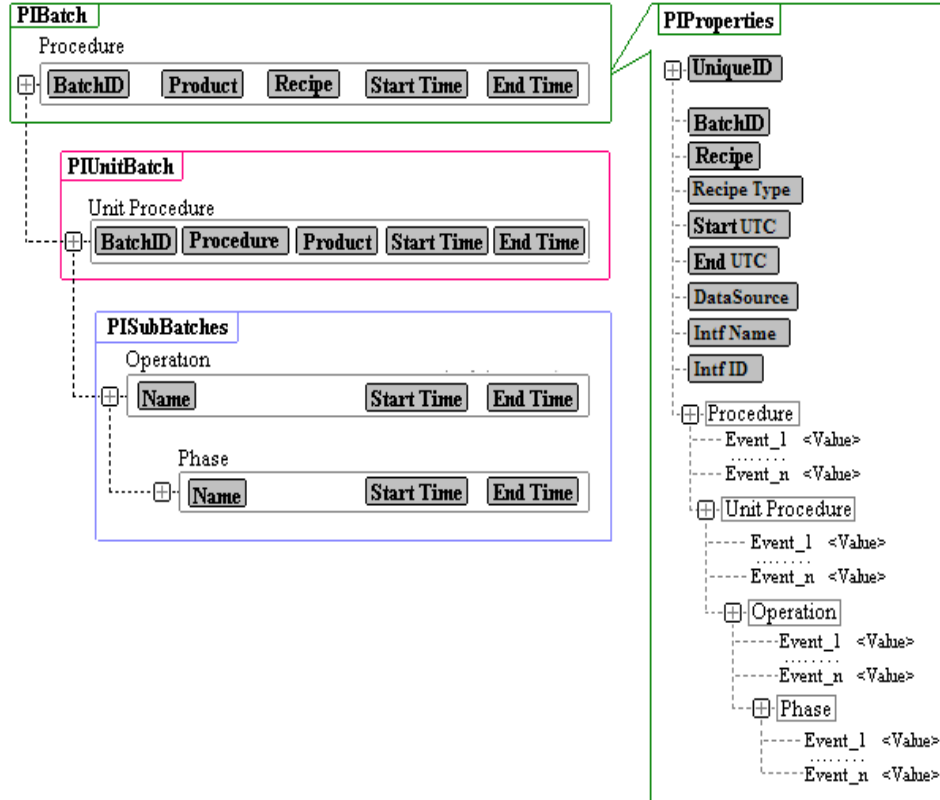 PIBatch
Procedure
BatchID Product Recipe Start Time End Time
PIUnitBatch
Unit Procedure
BatchID Procedure Product Start Time End Time
PISubBatches
Operation
Name Start Time End Time
Phase
Name Start Time End Time
PIProperties
UniqueID
BatchID
Recipe
Recipe Type
Start UTC
End UTC
DataSource
Intf Name
Intf ID
Procedure
Event_1 <Value>
........
Event_n <Value>
Unit Procedure
Event_1 <Value>
........
Event_n <Value>
Operation
Event_1 <Value>
........
Event_n <Value>
Phase
Event_1 <Value>
........
Event_n <Value>